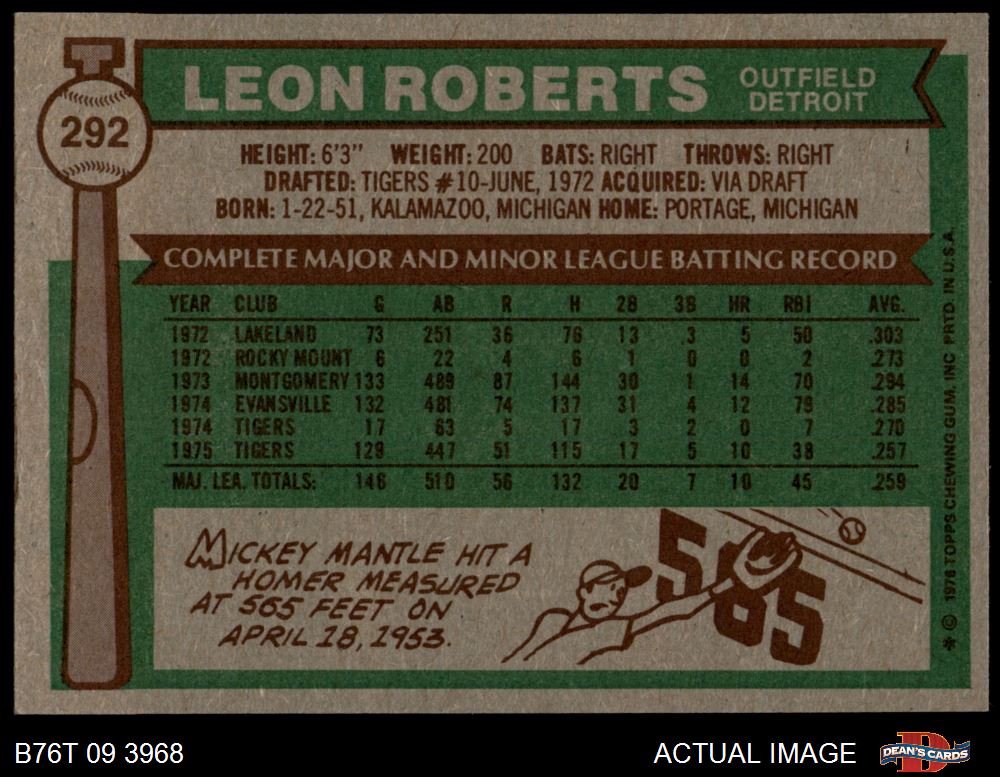 292
LEON ROBERTS OUTFIELD DETROIT
HEIGHT: 6'3" WEIGHT: 200 BATS: RIGHT THROWS: RIGHT
DRAFTED: TIGERS #10-JUNE, 1972 ACQUIRED: VIA DRAFT
BORN: 1-22-51, KALAMAZOO, MICHIGAN HOME: PORTAGE, MICHIGAN
COMPLETE MAJOR AND MINOR LEAGUE BATTING RECORD
YEAR CLUB G AB R H 2B 3B HR RBI AVG.
1972 LAKELAND 73 251 36 76 13 3 5 50 .303
1972 ROCKY MOUNT 6 22 4 6 1 0 0 2 .273
1973 MONTGOMERY 133 489 87 144 30 1 14 70 .294
1974 EVANSVILLE 132 481 74 137 31 4 12 79 .285
1974 TIGERS 17 63 5 17 3 2 0 7 .270
1975 TIGERS 129 447 51 115 17 5 10 38 .257
MAJ. LEA. TOTALS: 146 510 56 132 20 7 10 45 .259
MICKEY MANTLE HIT A
HOMER MEASURED
AT 565 FEET ON
APRIL 18, 1953.
565
* © 1976 TOPPS CHEWING GUM, INC PRTD. IN U.S.A.
B76T 09 3968
ACTUAL IMAGE
D
DEAN'S CARDS